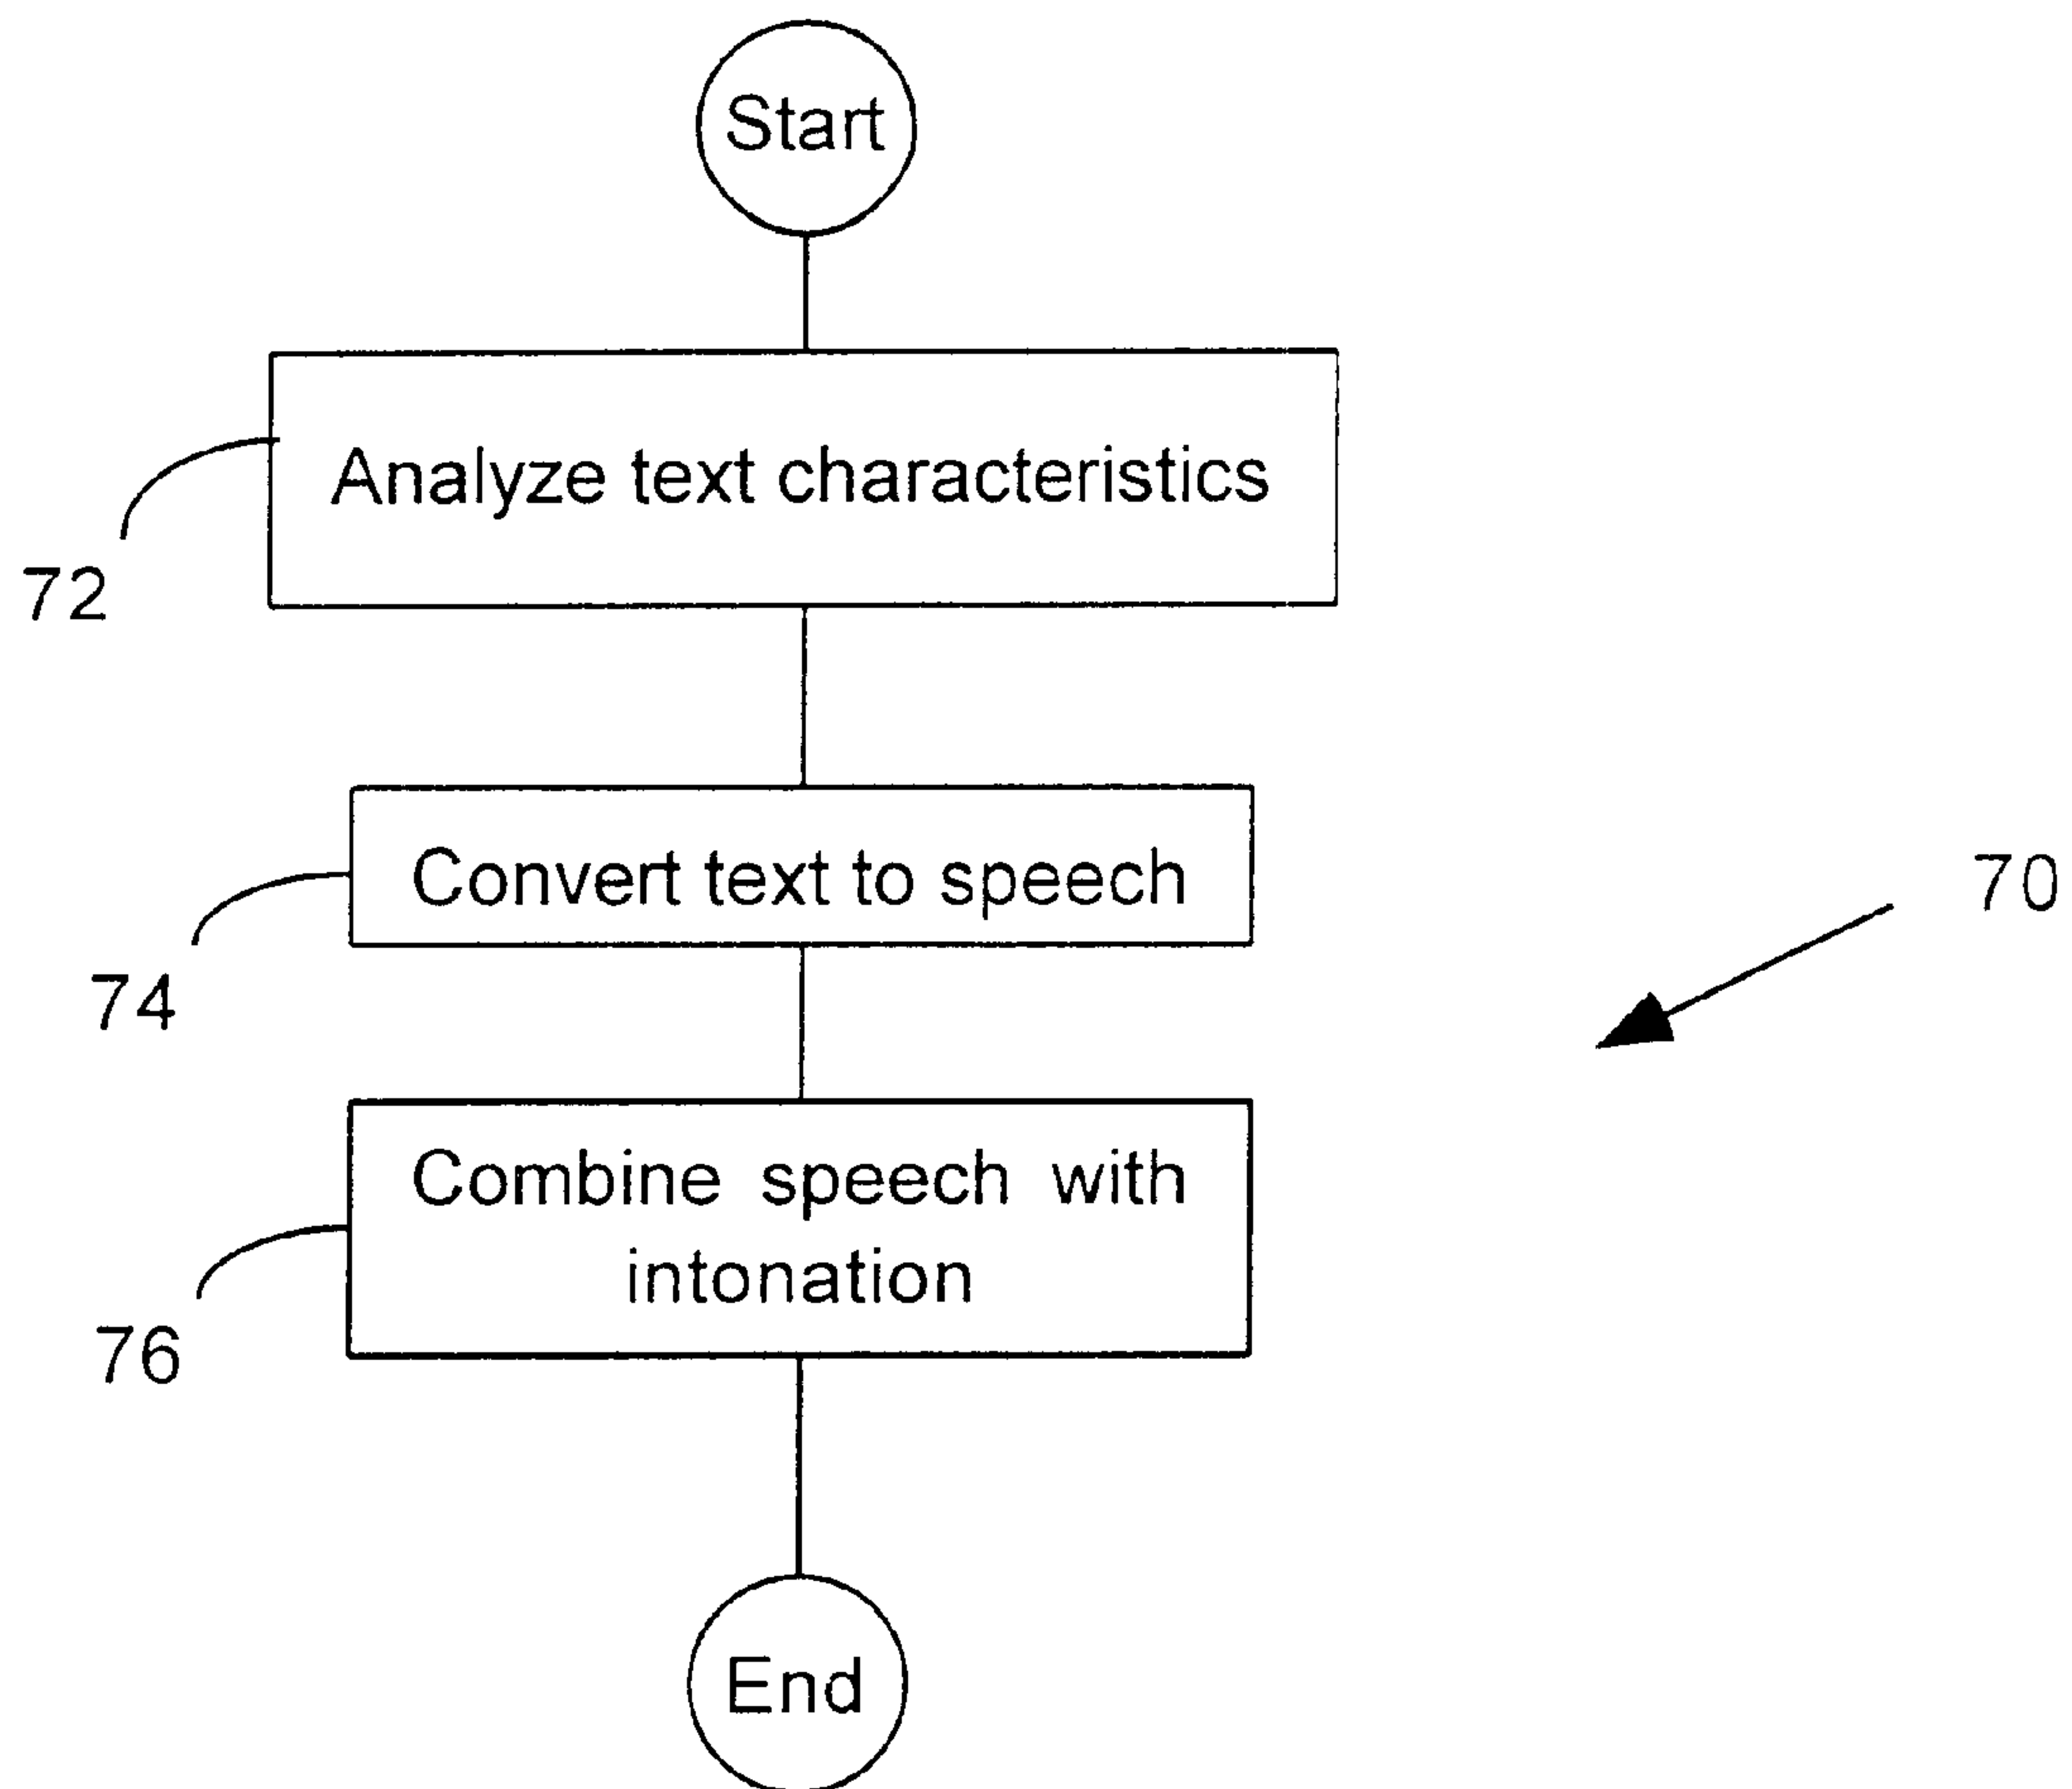 Start
Analyze text characteristics
72
Convert text to speech
70
74
Combine speech with
intonation
76
End